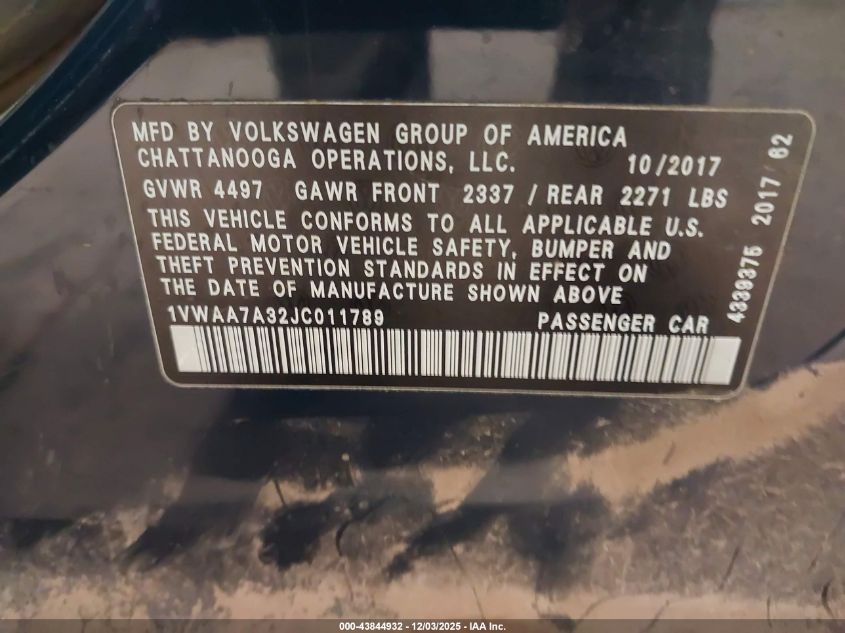 MFD BY VOLKSWAGEN GROUP OF AMERICA
CHATTANOOGA OPERATIONS, LLC. 10/2017
GVWR 4497 GAWR FRONT 2337 / REAR 2271 LBS
THIS VEHICLE CONFORMS TO ALL APPLICABLE U.S.
FEDERAL MOTOR VEHICLE SAFETY, BUMPER AND
THEFT PREVENTION STANDARDS IN EFFECT ON
THE DATE OF MANUFACTURE SHOWN ABOVE
1VWAA7A32JC011789 PASSENGER CAR
4339375 2017/62
000-43844932 - 12/03/2025 - IAA Inc.